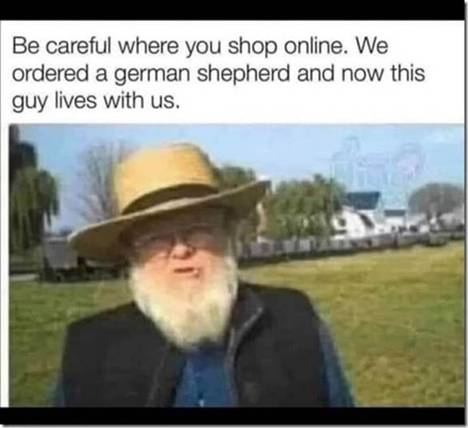 Be careful where you shop online. We
ordered a german shepherd and now this
guy lives with us.